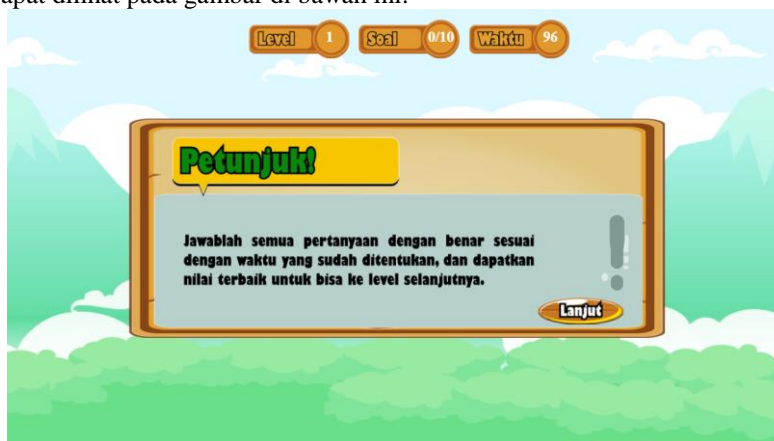 apat dilihat pada gambar di bawah ini.
Level 1 Soal 0/10 Waktu 96
Petunjuk!
Jawablah semua pertanyaan dengan benar sesuai
dengan waktu yang sudah ditentukan, dan dapatkan
nilai terbaik untuk bisa ke level selanjutnya.
Lanjut